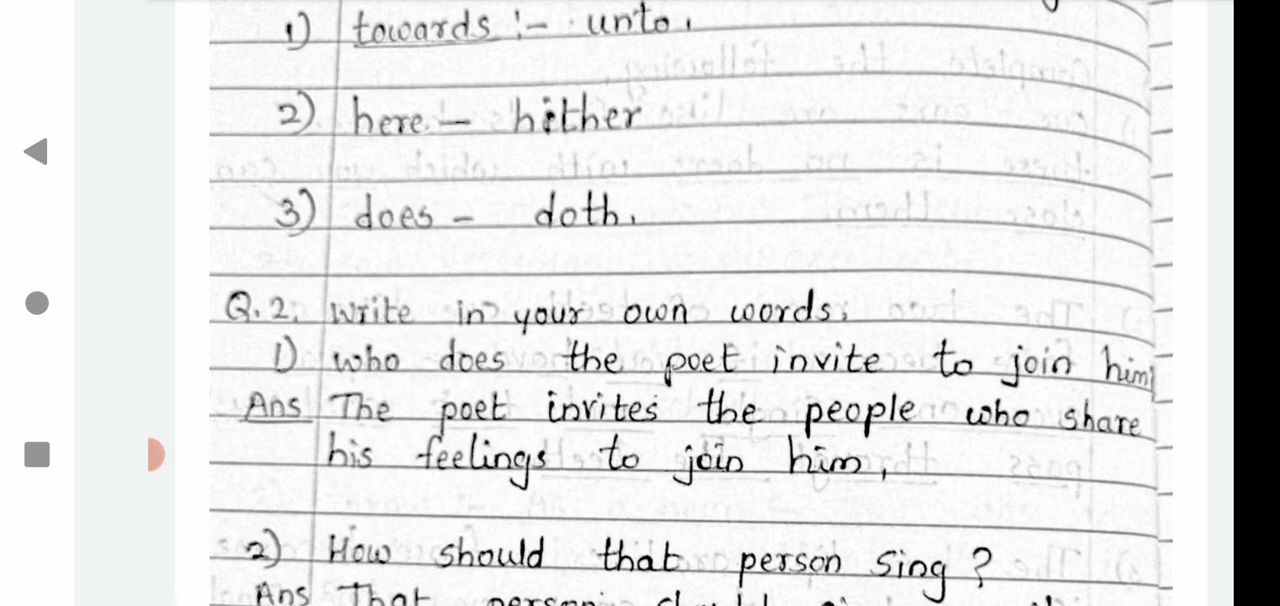 1) towards :- unto.
2) here - hither
3) does - doth.
Q.2. Write in your own words.
1) who does the poet invite to join him
Ans The poet invites the people who share
his feelings to join him.
2) How should that person sing ?
Ans That person should